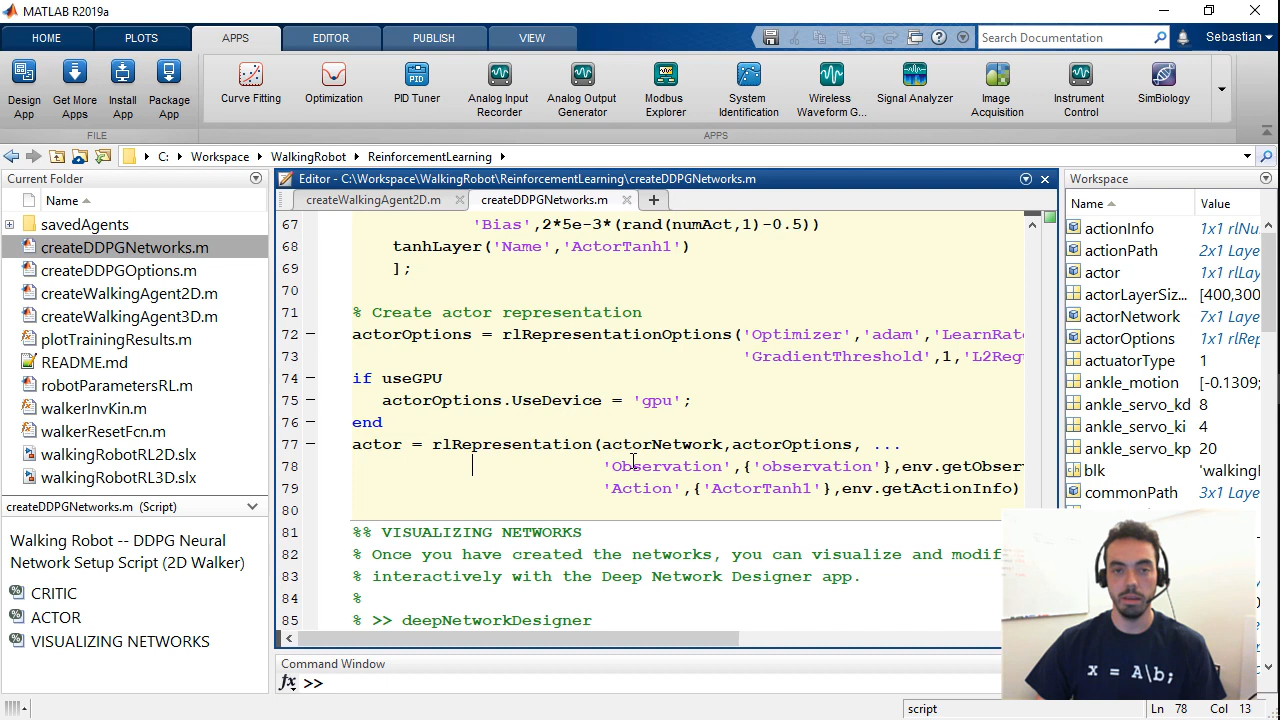 MATLAB R2019a
HOME
PLOTS
APPS
EDITOR
PUBLISH
VIEW
Search Documentation
Sebastian
Design App
Get More Apps
Install App
Package App
Curve Fitting
Optimization
PID Tuner
Analog Input Recorder
Analog Output Generator
Modbus Explorer
System Identification
Wireless Waveform G...
Signal Analyzer
Image Acquisition
Instrument Control
SimBiology
FILE
APPS
C: ▸ Workspace ▸ WalkingRobot ▸ ReinforcementLearning ▸
Current Folder
Name
savedAgents
createDDPGNetworks.m
createDDPGOptions.m
createWalkingAgent2D.m
createWalkingAgent3D.m
plotTrainingResults.m
README.md
robotParametersRL.m
walkerInvKin.m
walkerResetFcn.m
walkingRobotRL2D.slx
walkingRobotRL3D.slx
createDDPGNetworks.m (Script)
Walking Robot -- DDPG Neural
Network Setup Script (2D Walker)
CRITIC
ACTOR
VISUALIZING NETWORKS
Editor - C:\Workspace\WalkingRobot\ReinforcementLearning\createDDPGNetworks.m
createWalkingAgent2D.m
createDDPGNetworks.m
67 'Bias',2*5e-3*(rand(numAct,1)-0.5))
68 tanhLayer('Name','ActorTanh1')
69 ];
70
71 % Create actor representation
72 – actorOptions = rlRepresentationOptions('Optimizer','adam','LearnRate
73 'GradientThreshold',1,'L2Reg
74 – if useGPU
75 – actorOptions.UseDevice = 'gpu';
76 – end
77 – actor = rlRepresentation(actorNetwork,actorOptions, ...
78 'Observation',{'observation'},env.getObser
79 'Action',{'ActorTanh1'},env.getActionInfo)
80
81 %% VISUALIZING NETWORKS
82 % Once you have created the networks, you can visualize and modif
83 % interactively with the Deep Network Designer app.
84 %
85 % >> deepNetworkDesigner
Command Window
fx >>
script
Ln 78 Col 13
Workspace
Name Value
actionInfo 1x1 rlNu
actionPath 2x1 Laye
actor 1x1 rlLay
actorLayerSiz... [400,300
actorNetwork 7x1 Laye
actorOptions 1x1 rlRep
actuatorType 1
ankle_motion [-0.1309;
ankle_servo_kd 8
ankle_servo_ki 4
ankle_servo_kp 20
blk 'walking
commonPath 3x1 Laye
x = A\b;